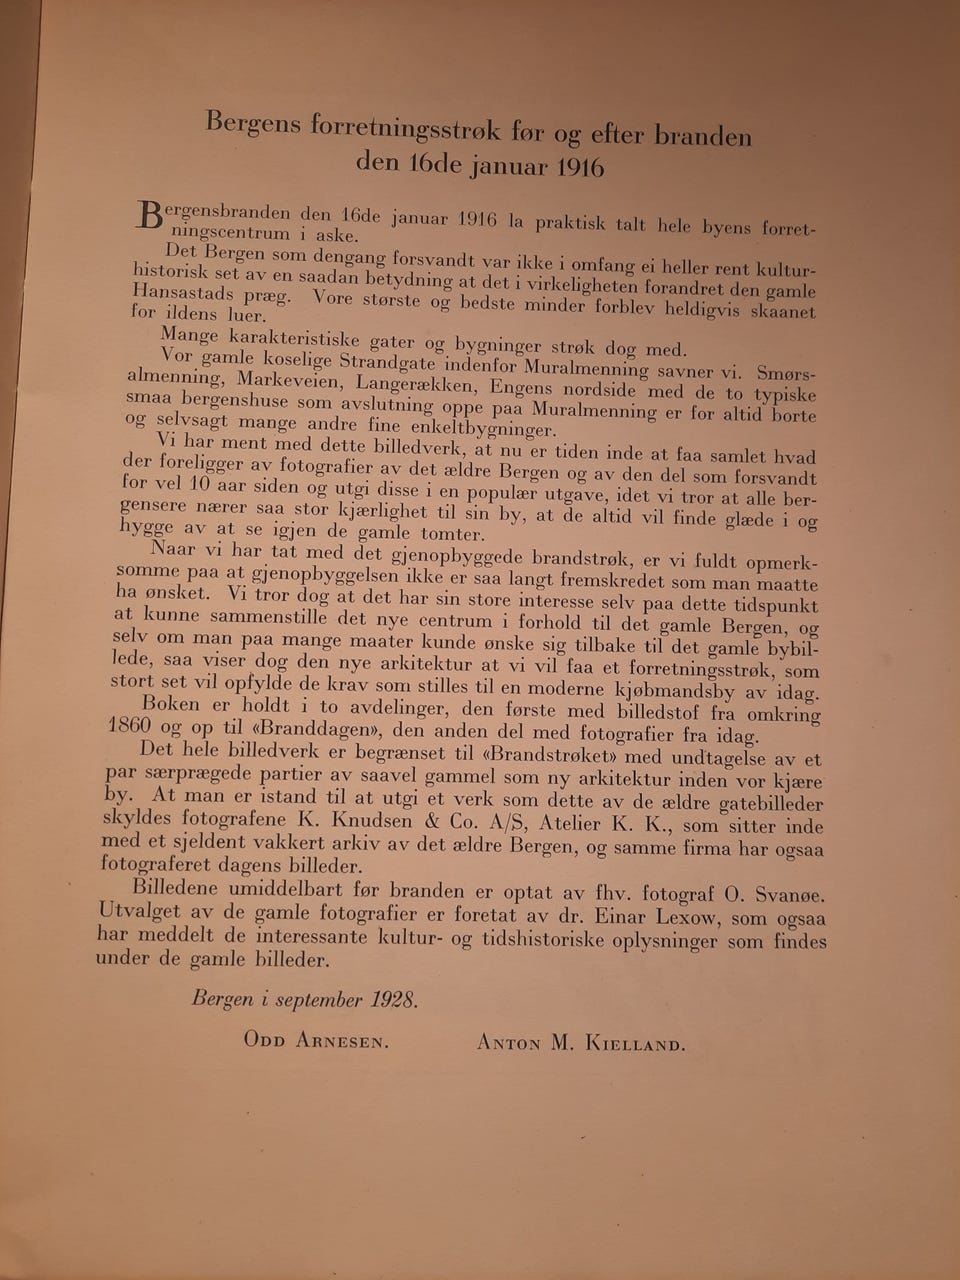 Bergens forretningsstrøk før og efter branden
den 16de januar 1916
Bergensbranden den 16de januar 1916 la praktisk talt hele byens forret-
ningscentrum i aske.
Det Bergen som dengang forsvandt var ikke i omfang ei heller rent kultur-
historisk set av en saadan betydning at det i virkeligheten forandret den gamle
Hansastads præg. Vore største og bedste minder forblev heldigvis skaanet
for ildens luer.
Mange karakteristiske gater og bygninger strøk dog med.
Vor gamle koselige Strandgate indenfor Muralmenning savner vi. Smørs-
almenning, Markeveien, Langerækken, Engens nordside med de to typiske
smaa bergenshuse som avslutning oppe paa Muralmenning er for altid borte
og selvsagt mange andre fine enkeltbygninger.
Vi har ment med dette billedverk, at nu er tiden inde at faa samlet hvad
der foreligger av fotografier av det ældre Bergen og av den del som forsvandt
for vel 10 aar siden og utgi disse i en populær utgave, idet vi tror at alle ber-
gensere nærer saa stor kjærlighet til sin by, at de altid vil finde glæde i og
hygge av at se igjen de gamle tomter.
Naar vi har tat med det gjenopbyggede brandstrøk, er vi fuldt opmerk-
somme paa at gjenopbyggelsen ikke er saa langt fremskredet som man maatte
ha ønsket. Vi tror dog at det har sin store interesse selv paa dette tidspunkt
at kunne sammenstille det nye centrum i forhold til det gamle Bergen, og
selv om man paa mange maater kunde ønske sig tilbake til det gamle bybil-
lede, saa viser dog den nye arkitektur at vi vil faa et forretningsstrøk, som
stort set vil opfylde de krav som stilles til en moderne kjøbmandsby av idag.
Boken er holdt i to avdelinger, den første med billedstof fra omkring
1860 og op til «Branddagen», den anden del med fotografier fra idag.
Det hele billedverk er begrænset til «Brandstrøket» med undtagelse av et
par særprægede partier av saavel gammel som ny arkitektur inden vor kjære
by. At man er istand til at utgi et verk som dette av de ældre gatebilleder
skyldes fotografene K. Knudsen & Co. A/S, Atelier K. K., som sitter inde
med et sjeldent vakkert arkiv av det ældre Bergen, og samme firma har ogsaa
fotograferet dagens billeder.
Billedene umiddelbart før branden er optat av fhv. fotograf O. Svanøe.
Utvalget av de gamle fotografier er foretat av dr. Einar Lexow, som ogsaa
har meddelt de interessante kultur- og tidshistoriske oplysninger som findes
under de gamle billeder.
Bergen i september 1928.
Odd Arnesen. Anton M. Kielland.